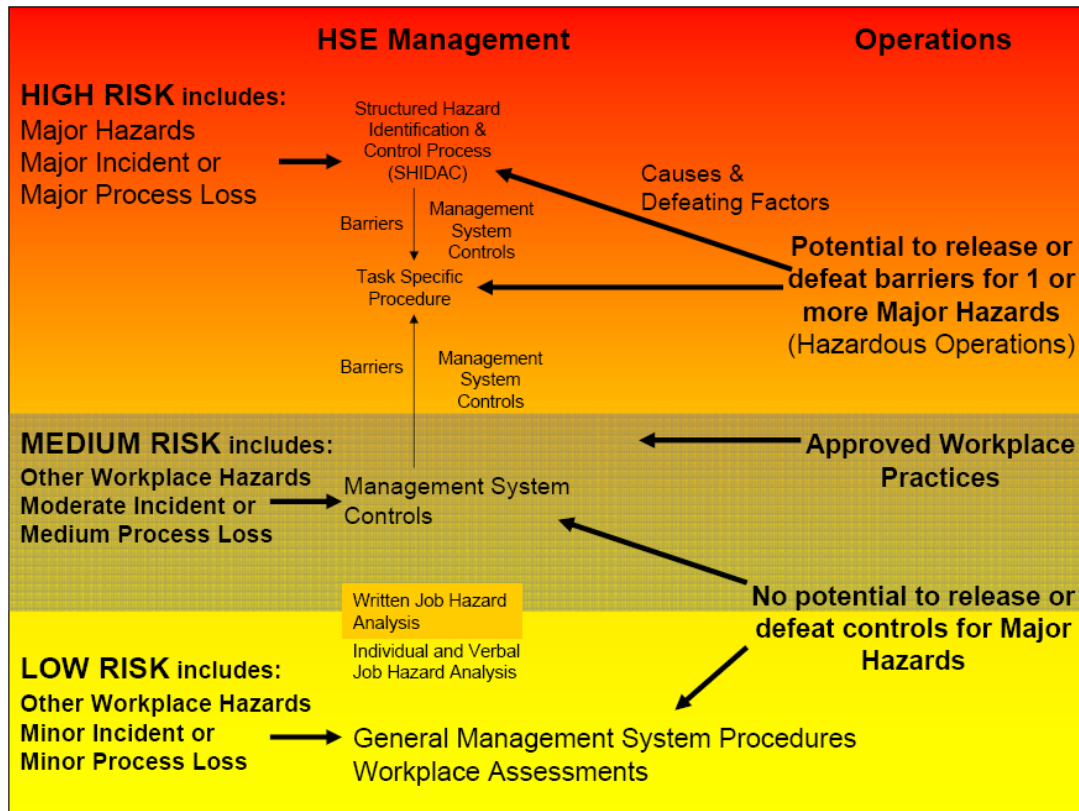 HSE Management
Operations
HIGH RISK includes:
Major Hazards
Major Incident or
Major Process Loss
Structured Hazard
Identification &
Control Process
(SHIDAC)
Causes &
Defeating Factors
Barriers
Management
System
Controls
Task Specific
Procedure
Potential to release or
defeat barriers for 1 or
more Major Hazards
(Hazardous Operations)
Barriers
Management
System
Controls
MEDIUM RISK includes:
Other Workplace Hazards
Moderate Incident or
Medium Process Loss
Management System
Controls
Approved Workplace
Practices
Written Job Hazard
Analysis
Individual and Verbal
Job Hazard Analysis
No potential to release or
defeat controls for Major
Hazards
LOW RISK includes:
Other Workplace Hazards
Minor Incident or
Minor Process Loss
General Management System Procedures
Workplace Assessments